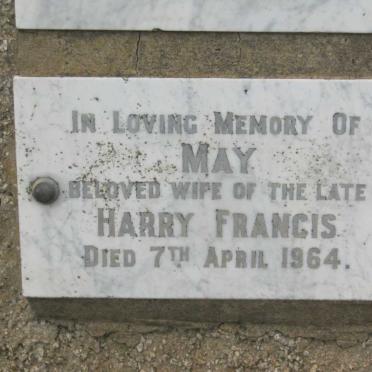 IN LOVING MEMORY OF
MAY
BELOVED WIFE OF THE LATE
HARRY FRANCIS
DIED 7TH APRIL 1964.